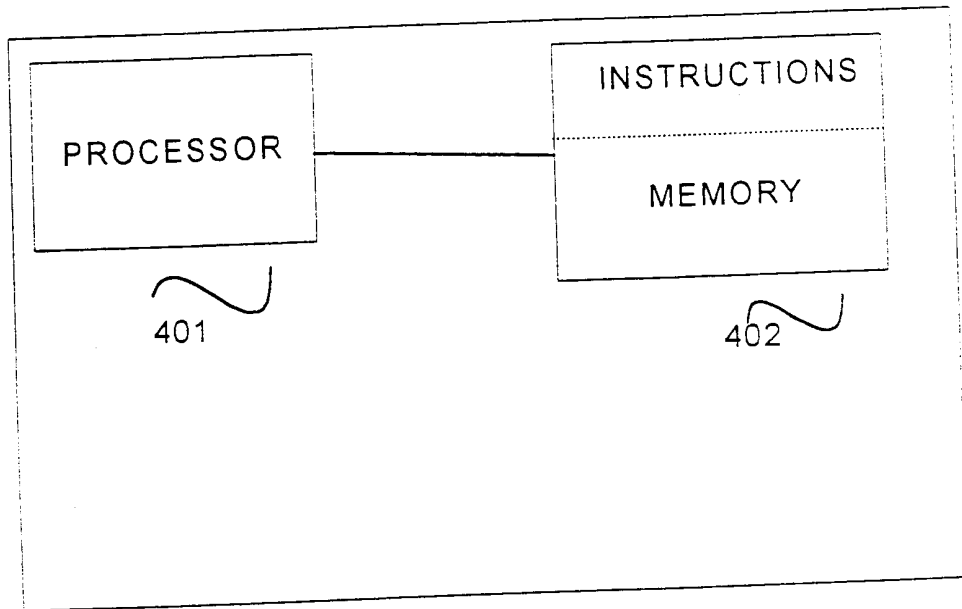 INSTRUCTIONS
PROCESSOR
MEMORY
401
402